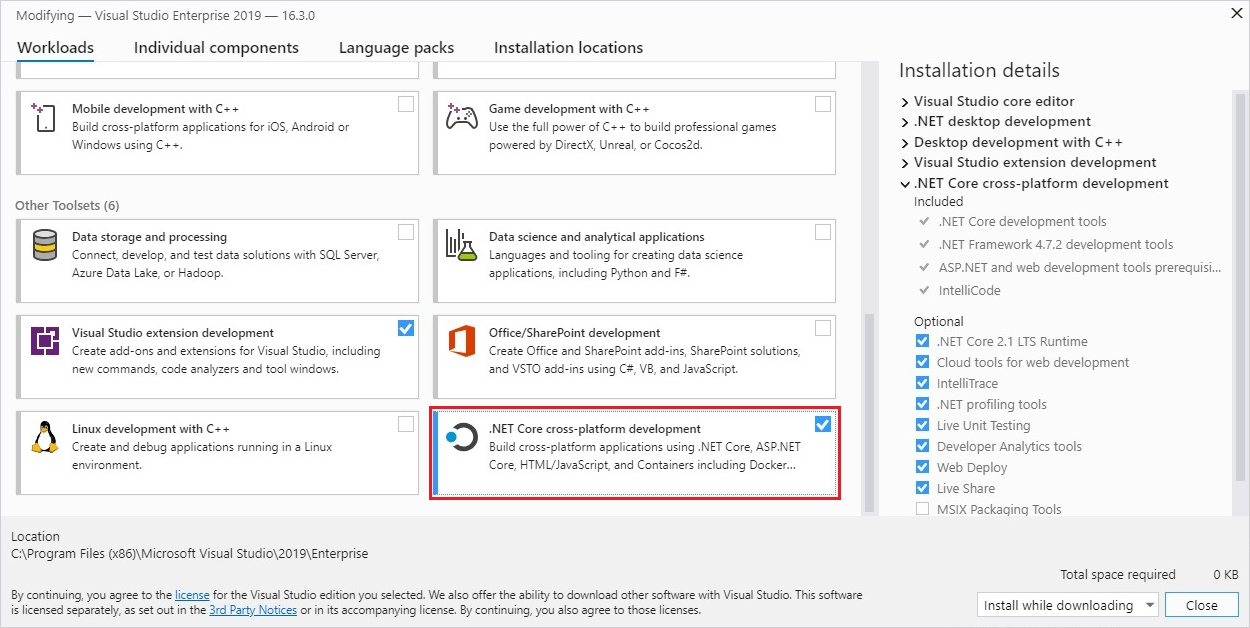 Modifying — Visual Studio Enterprise 2019 — 16.3.0
Workloads
Individual components
Language packs
Installation locations
Mobile development with C++
Build cross-platform applications for iOS, Android or
Windows using C++.
Game development with C++
Use the full power of C++ to build professional games
powered by DirectX, Unreal, or Cocos2d.
Other Toolsets (6)
Data storage and processing
Connect, develop, and test data solutions with SQL Server,
Azure Data Lake, or Hadoop.
Data science and analytical applications
Languages and tooling for creating data science
applications, including Python and F#.
Visual Studio extension development
Create add-ons and extensions for Visual Studio, including
new commands, code analyzers and tool windows.
Office/SharePoint development
Create Office and SharePoint add-ins, SharePoint solutions,
and VSTO add-ins using C#, VB, and JavaScript.
Linux development with C++
Create and debug applications running in a Linux
environment.
.NET Core cross-platform development
Build cross-platform applications using .NET Core, ASP.NET
Core, HTML/JavaScript, and Containers including Docker...
Installation details
Visual Studio core editor
.NET desktop development
Desktop development with C++
Visual Studio extension development
.NET Core cross-platform development
Included
.NET Core development tools
.NET Framework 4.7.2 development tools
ASP.NET and web development tools prerequisi...
IntelliCode
Optional
.NET Core 2.1 LTS Runtime
Cloud tools for web development
IntelliTrace
.NET profiling tools
Live Unit Testing
Developer Analytics tools
Web Deploy
Live Share
MSIX Packaging Tools
Location
C:\Program Files (x86)\Microsoft Visual Studio\2019\Enterprise
Total space required 0 KB
By continuing, you agree to the license for the Visual Studio edition you selected. We also offer the ability to download other software with Visual Studio. This software
is licensed separately, as set out in the 3rd Party Notices or in its accompanying license. By continuing, you also agree to those licenses.
Install while downloading
Close